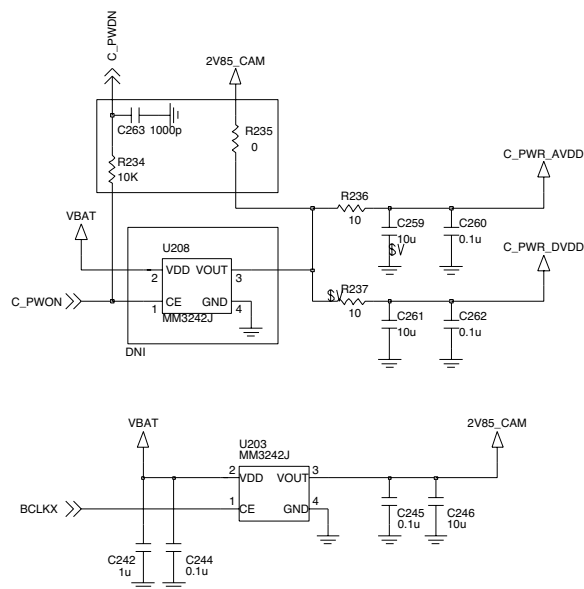 C_PWDN
2V85_CAM
C263 1000p
R235
0
R234
10K
C_PWR_AVDD
R236
10
VBAT
C259
10u
$V
C260
0.1u
U208
C_PWR_DVDD
VDD VOUT
2 3
$V R237
10
C_PWON
CE GND
1 4
MM3242J
C261
10u
C262
0.1u
DNI
VBAT
2V85_CAM
U203
MM3242J
2 3
VDD VOUT
BCLKX
1 4
CE GND
C245
0.1u
C246
10u
C242
1u
C244
0.1u